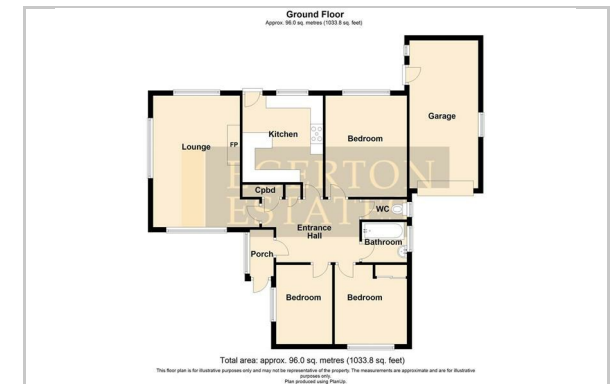 Ground Floor
Approx. 96.0 sq. metres (1033.8 sq. feet)
Garage
Kitchen
Bedroom
Lounge
FP
EGERTON
ESTATES
Cpbd
WC
Entrance
Hall
Bathroom
Porch
Bedroom
Bedroom
Total area: approx. 96.0 sq. metres (1033.8 sq. feet)
This floor plan is for illustrative purposes only and may not be representative of the property. The measurements are approximate and are for illustrative
purposes only.
Plan produced using PlanUp.